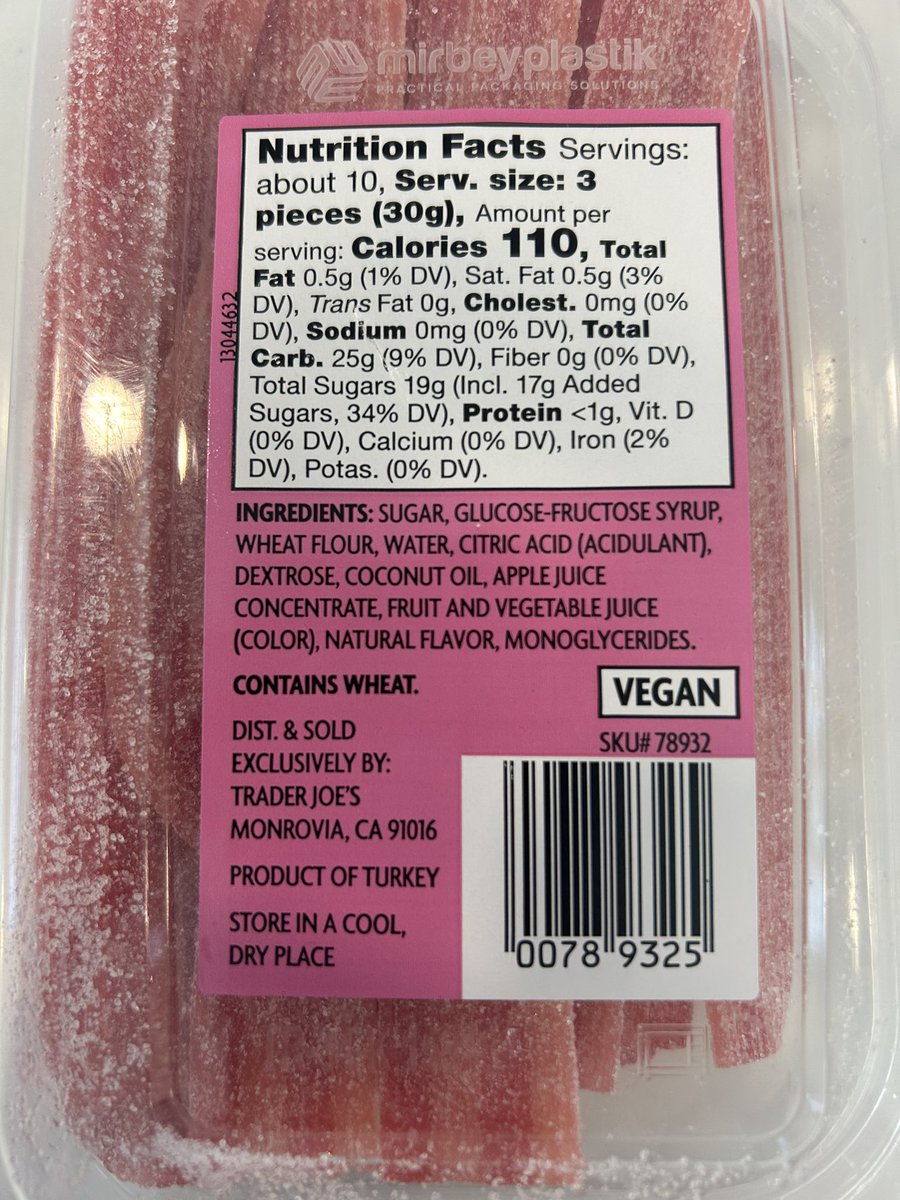 mirbeyplastik
PRACTICAL PACKAGING SOLUTIONS
Nutrition Facts Servings:
about 10, Serv. size: 3
pieces (30g), Amount per
serving: Calories 110, Total
Fat 0.5g (1% DV), Sat. Fat 0.5g (3%
DV), Trans Fat 0g, Cholest. 0mg (0%
DV), Sodium 0mg (0% DV), Total
Carb. 25g (9% DV), Fiber 0g (0% DV),
Total Sugars 19g (Incl. 17g Added
Sugars, 34% DV), Protein <1g, Vit. D
(0% DV), Calcium (0% DV), Iron (2%
DV), Potas. (0% DV).
13044632
INGREDIENTS: SUGAR, GLUCOSE-FRUCTOSE SYRUP,
WHEAT FLOUR, WATER, CITRIC ACID (ACIDULANT),
DEXTROSE, COCONUT OIL, APPLE JUICE
CONCENTRATE, FRUIT AND VEGETABLE JUICE
(COLOR), NATURAL FLAVOR, MONOGLYCERIDES.
CONTAINS WHEAT.
VEGAN
SKU# 78932
DIST. & SOLD
EXCLUSIVELY BY:
TRADER JOE'S
MONROVIA, CA 91016
PRODUCT OF TURKEY
STORE IN A COOL,
DRY PLACE
0078 9325